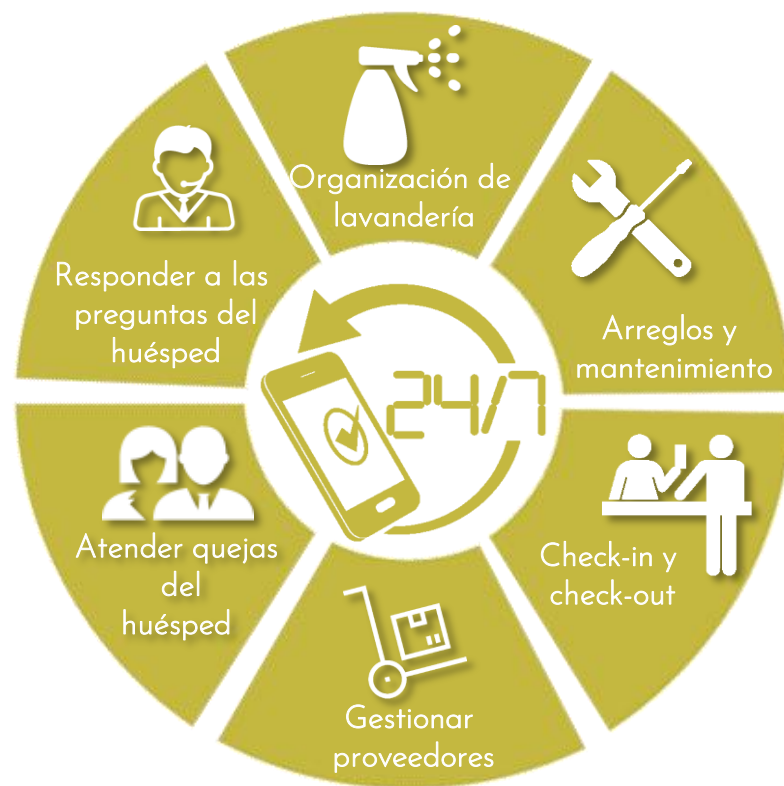 Organización de
lavandería
Arreglos y
mantenimiento
Check-in y
check-out
Gestionar
proveedores
Atender quejas
del
huésped
Responder a las
preguntas del
huésped
24/7